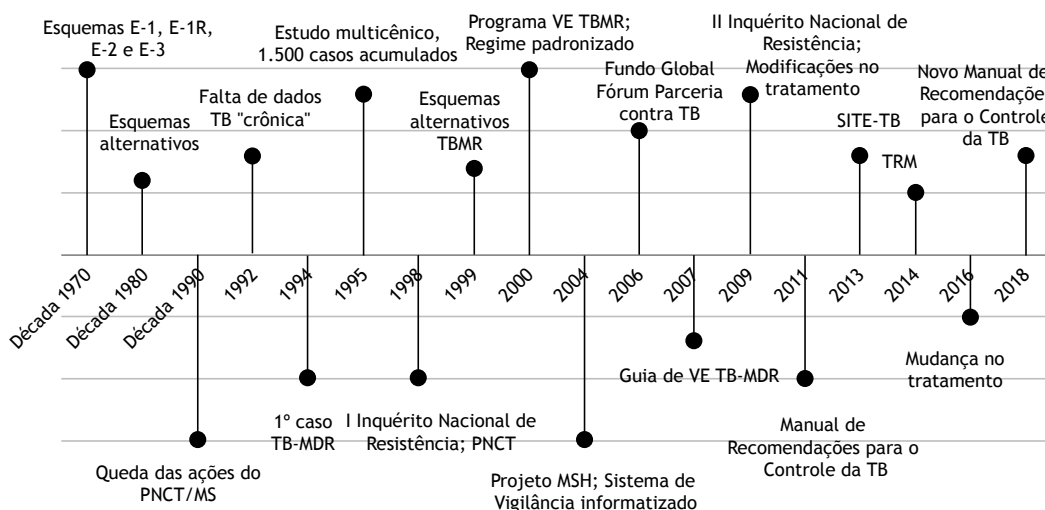 Esquemas E-1, E-1R,
E-2 e E-3
Esquemas
alternativos
Falta de dados
TB "crônica"
Estudo multicênico,
1.500 casos acumulados
Esquemas
alternativos
TBMR
Programa VE TBMR;
Regime padronizado
Fundo Global
Fórum Parceria
contra TB
II Inquérito Nacional de
Resistência;
Modificações no
tratamento
SITE-TB
TRM
Novo Manual de
Recomendações
para o Controle
da TB
Década 1970
Década 1980
Década 1990
1992
1994
1995
1998
1999
2000
2004
2006
2007
2009
2011
2013
2014
2016
2018
Queda das ações do
PNCT/MS
1º caso
TB-MDR
I Inquérito Nacional de
Resistência; PNCT
Projeto MSH; Sistema de
Vigilância informatizado
Guia de VE TB-MDR
Manual de
Recomendações para o
Controle da TB
Mudança no
tratamento